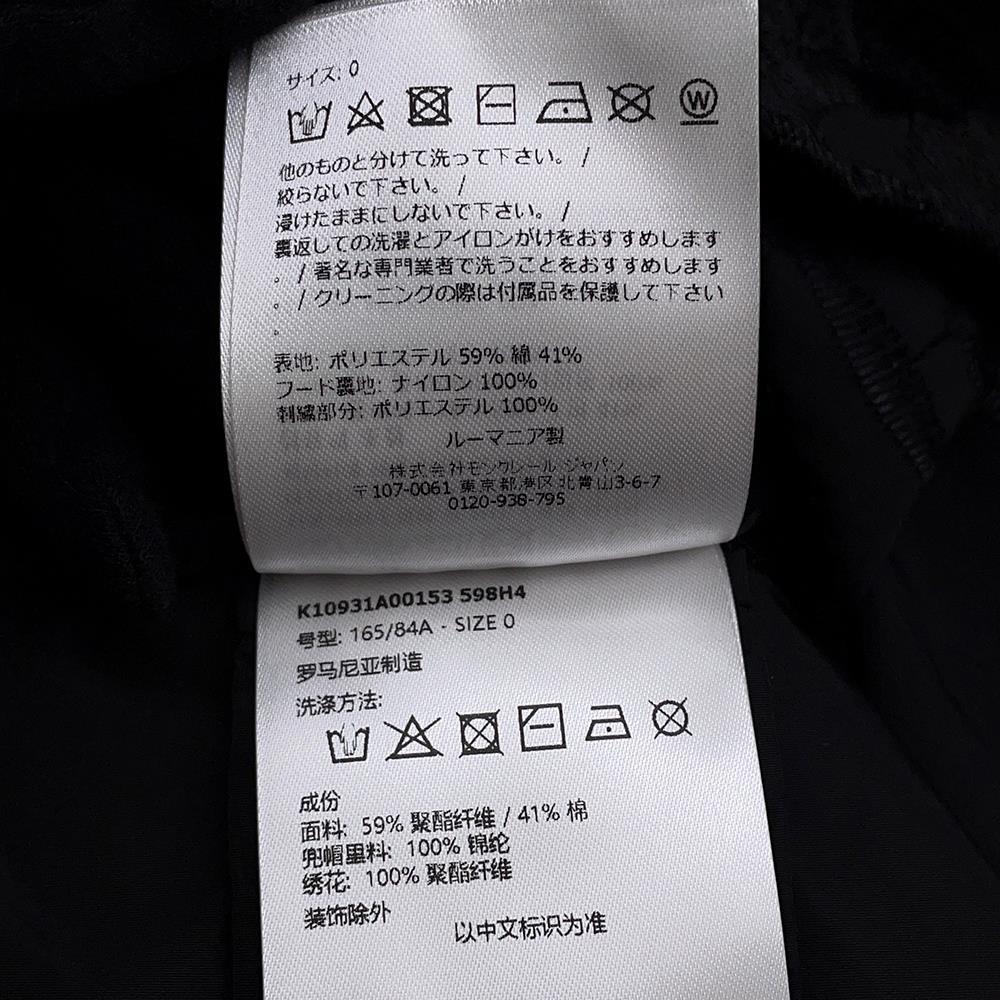 サイズ: 0
W
他のものと分けて洗って下さい。/
絞らないで下さい。/
浸けたままにしないで下さい。/
裏返しての洗濯とアイロンがけをおすすめします
。/ 著名な専門業者で洗うことをおすすめします
。/ クリーニングの際は付属品を保護して下さい
。
表地: ポリエステル 59% 綿 41%
フード裏地: ナイロン 100%
刺繍部分: ポリエステル 100%
ルーマニア製
株式会社モンクレール ジャパン
〒107-0061 東京都港区北青山3-6-7
0120-938-795
K10931A00153 598H4
号型: 165/84A - SIZE 0
罗马尼亚制造
洗涤方法:
成份
面料: 59% 聚酯纤维 / 41% 棉
兜帽里料: 100% 锦纶
绣花: 100% 聚酯纤维
装饰除外
以中文标识为准